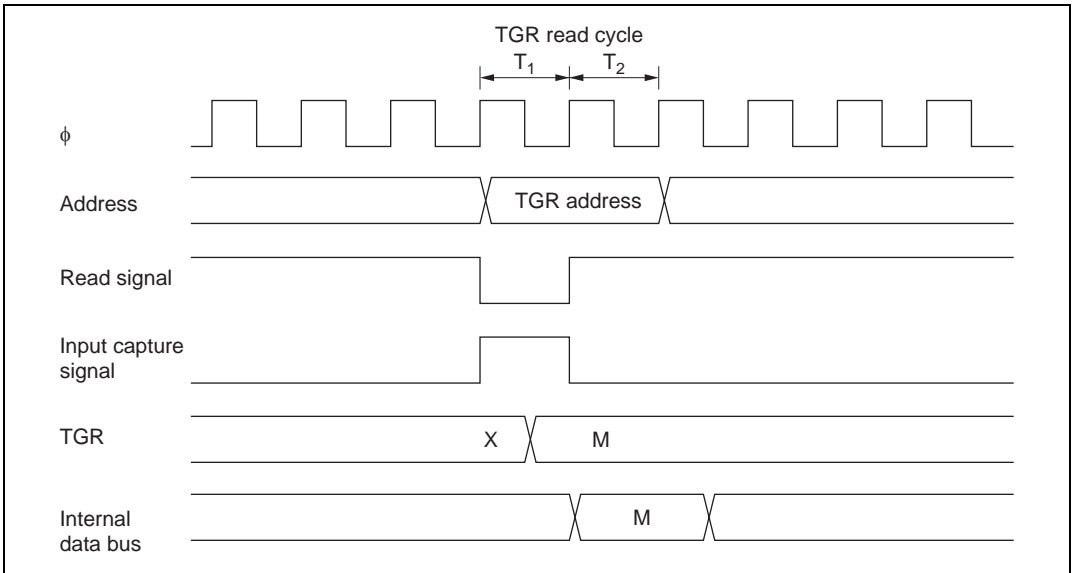 TGR read cycle
T1 T2
ϕ
Address
TGR address
Read signal
Input capture
signal
TGR
X M
Internal
data bus
M